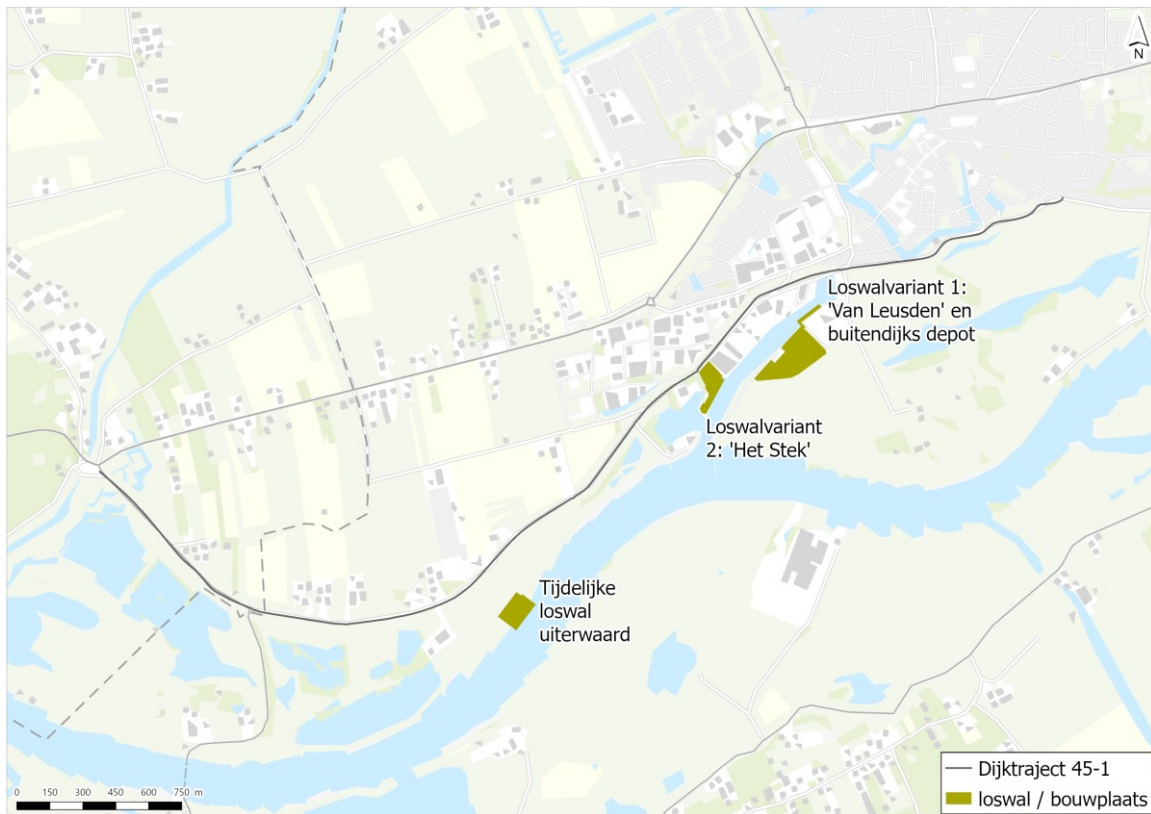 N
Loswalvariant 1:
'Van Leusden' en
buitendijks depot
Loswalvariant
2: 'Het Stek'
Tijdelijke
loswal
uiterwaard
0 150 300 450 600 750 m
Dijktraject 45-1
loswal / bouwplaats